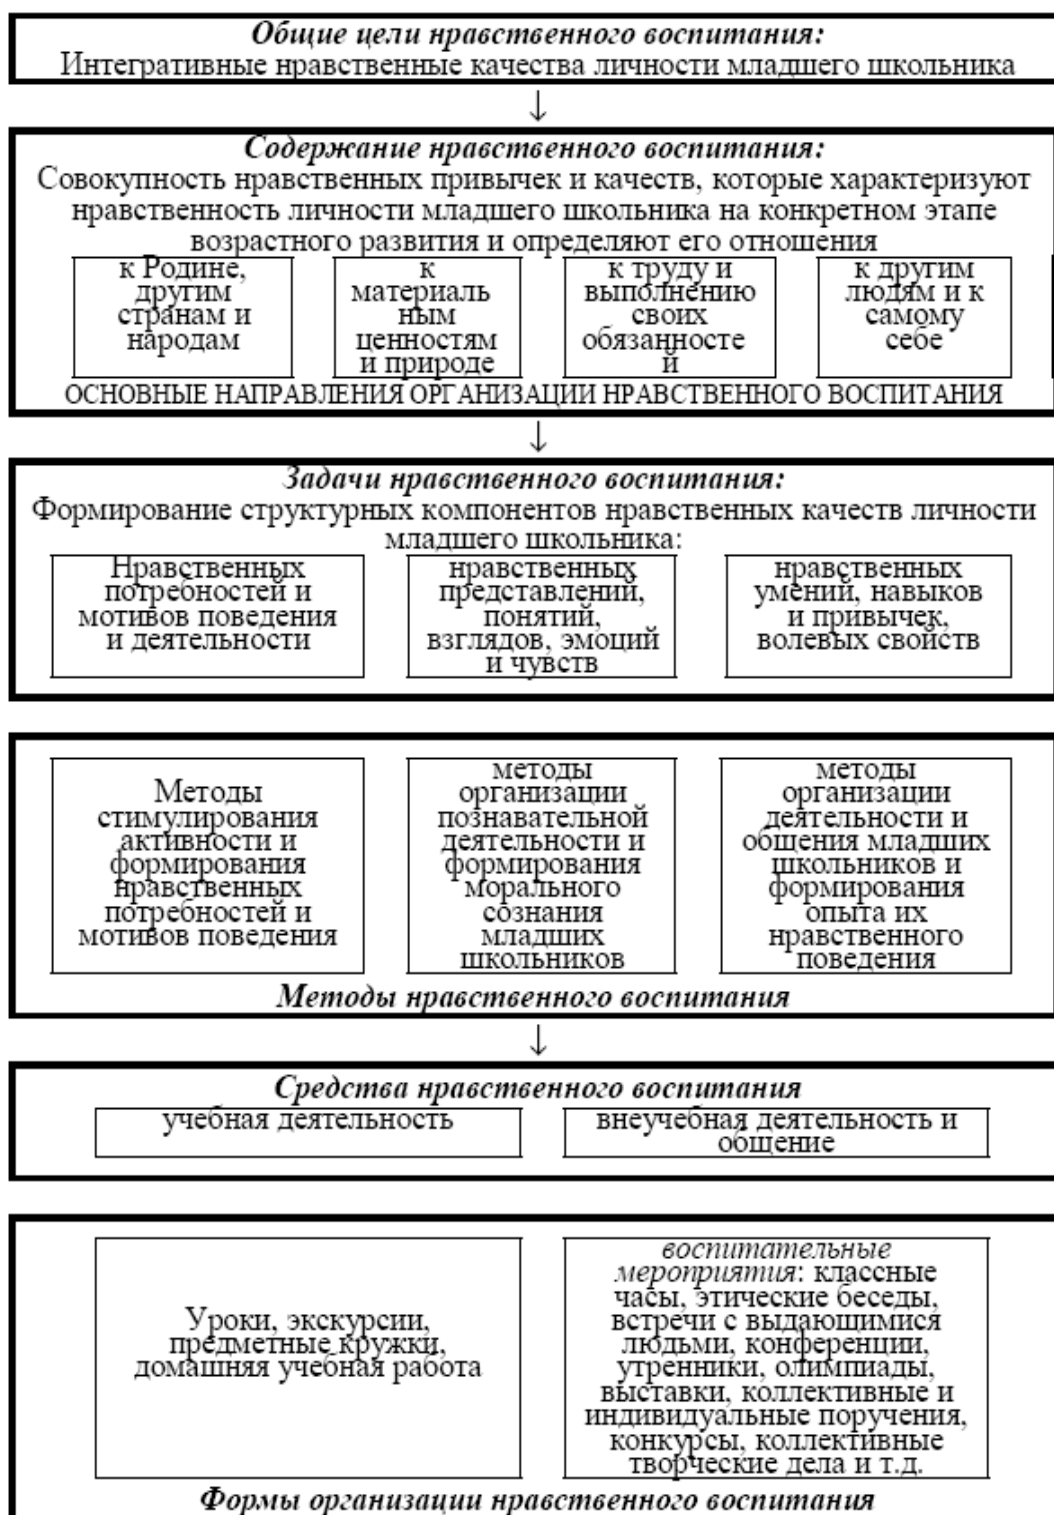 Общие цели нравственного воспитания:
Интегративные нравственные качества личности младшего школьника
↓
Содержание нравственного воспитания:
Совокупность нравственных привычек и качеств, которые характеризуют
нравственность личности младшего школьника на конкретном этапе
возрастного развития и определяют его отношения
к Родине,
другим
странам и
народам
к
материаль
ным
ценностям
и природе
к труду и
выполнению
своих
обязанносте
й
к другим
людям и к
самому
себе
ОСНОВНЫЕ НАПРАВЛЕНИЯ ОРГАНИЗАЦИИ НРАВСТВЕННОГО ВОСПИТАНИЯ
↓
Задачи нравственного воспитания:
Формирование структурных компонентов нравственных качеств личности
младшего школьника:
Нравственных
потребностей и
мотивов поведения
и деятельности
нравственных
представлений,
понятий,
взглядов, эмоций
и чувств
нравственных
умений, навыков
и привычек,
волевых свойств
Методы
стимулирования
активности и
формирования
нравственных
потребностей и
мотивов поведения
методы
организации
познавательной
деятельности и
формирования
морального
сознания
младших
школьников
методы
организации
деятельности и
общения младших
школьников и
формирования
опыта их
нравственного
поведения
Методы нравственного воспитания
↓
Средства нравственного воспитания
учебная деятельность
внеучебная деятельность и
общение
Уроки, экскурсии,
предметные кружки,
домашняя учебная работа
воспитательные
мероприятия: классные
часы, этические беседы,
встречи с выдающимися
людьми, конференции,
утренники, олимпиады,
выставки, коллективные и
индивидуальные поручения,
конкурсы, коллективные
творческие дела и т.д.
Формы организации нравственного воспитания